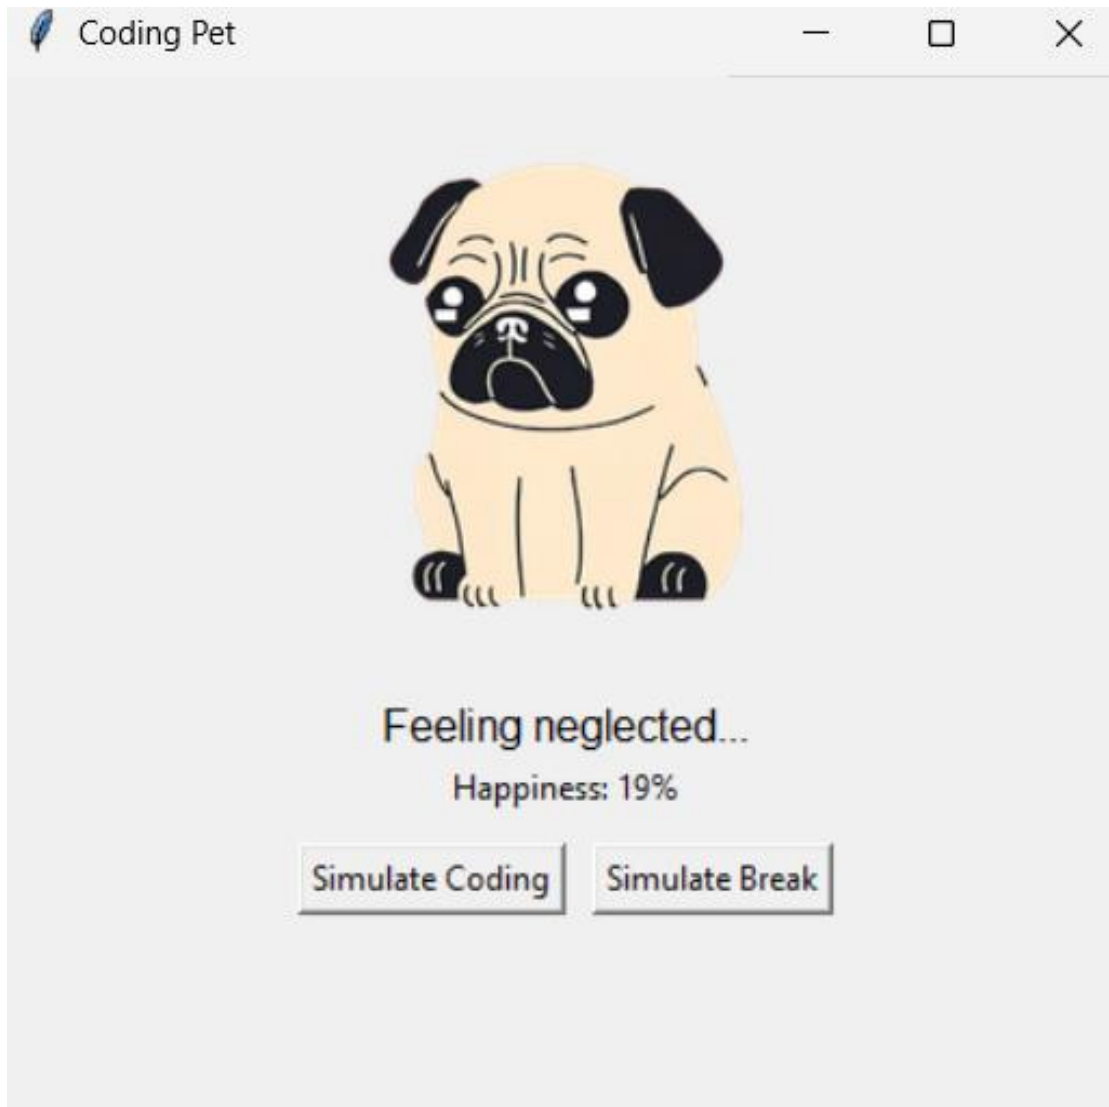 Coding Pet
Feeling neglected...
Happiness: 19%
Simulate Coding
Simulate Break